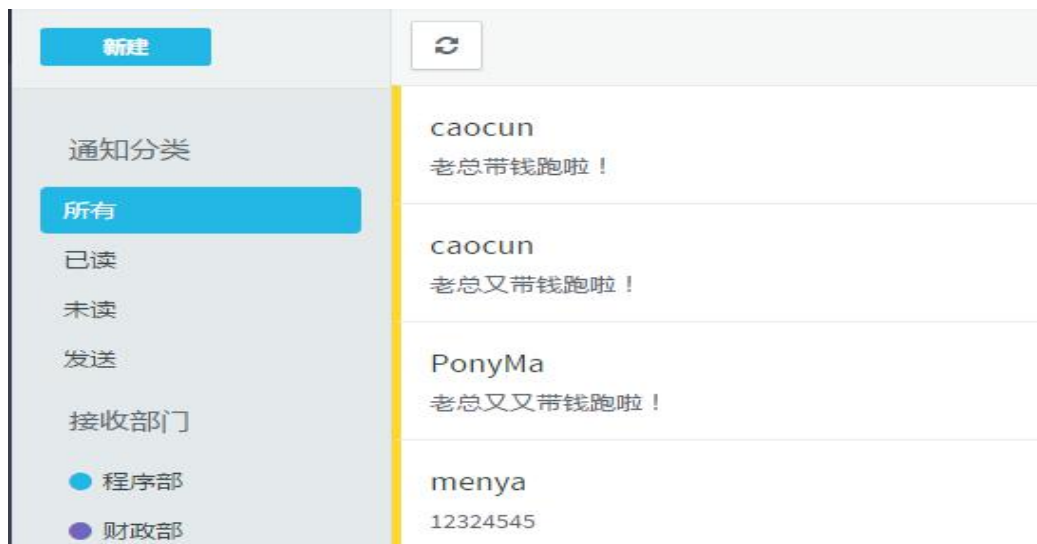 新建
通知分类
所有
已读
未读
发送
接收部门
程序部
财政部
caocun
老总带钱跑啦！
caocun
老总又带钱跑啦！
PonyMa
老总又又带钱跑啦！
menya
12324545